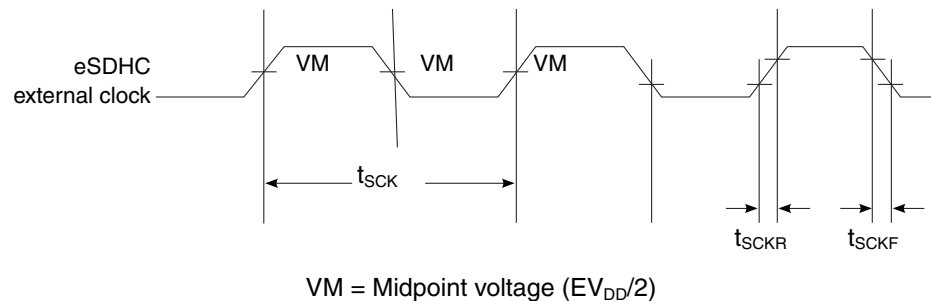 VM VM VM
eSDHC
external clock
tSCK
tSCKR tSCKF
VM = Midpoint voltage (EVDD/2)